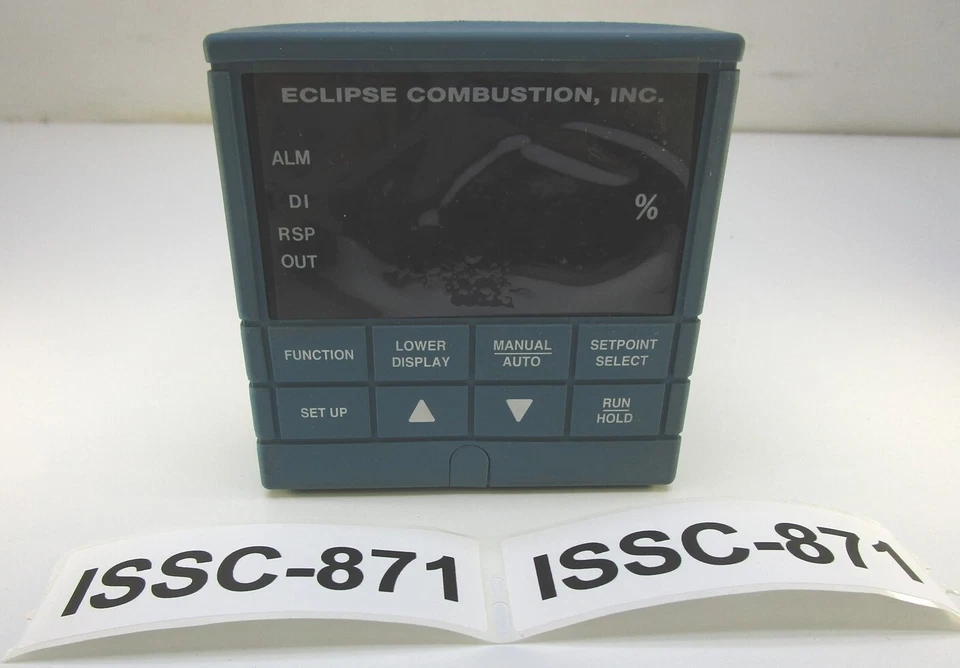 ECLIPSE COMBUSTION, INC.
ALM
DI
%
RSP
OUT
FUNCTION
LOWER
DISPLAY
MANUAL
AUTO
SETPOINT
SELECT
SET UP
RUN
HOLD
ISSC-871
ISSC-871